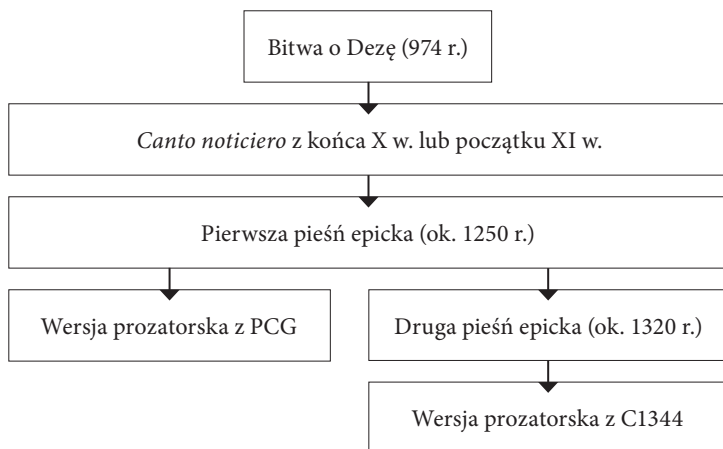 Bitwa o Dezę (974 r.)
Canto noticiero z końca X w. lub początku XI w.
Pierwsza pieśń epicka (ok. 1250 r.)
Wersja prozatorska z PCG
Druga pieśń epicka (ok. 1320 r.)
Wersja prozatorska z C1344